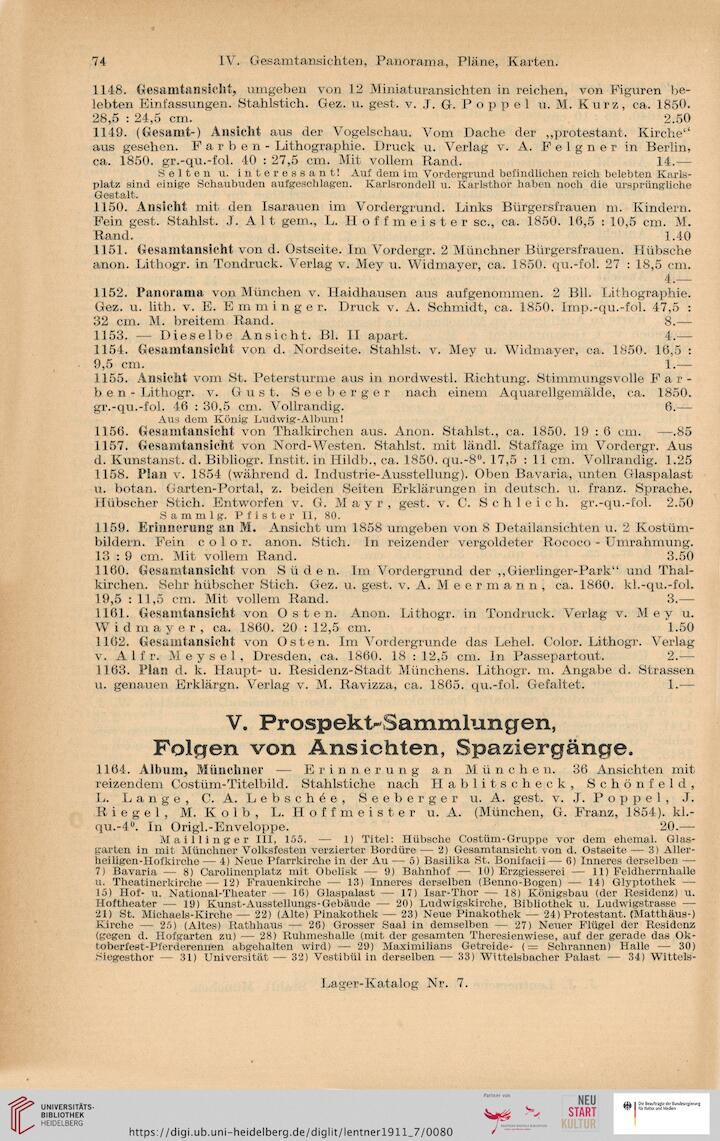 74 IV. Gesamtansichten, Panorama, Pläne, Karten.
1148. Gesamtansicht, umgeben von 12 Miniaturansichten in reichen, von Figuren be-
lebten Einfassungen. Stahlstich. Gez. u. gest. v. J. G. Poppel u. M. Kurz, ca. 1850.
28,5 : 24,5 cm. 2.50
1149. (Gesamt-) Ansicht aus der Vogelschau. Vom Dache der „protestant. Kirche“
aus gesehen. Farben-Lithographie. Druck u. Verlag v. A. Felgner in Berlin,
ca. 1850. gr.-qu.-fol. 40 : 27,5 cm. Mit vollem Rand. 14.—
Selten u. interessant! Auf dem im Vordergrund befindlichen reich belebten Karls-
platz sind einige Schaubuden aufgeschlagen. Karlsrondell u. Karlsthor haben noch die ursprüngliche
Gestalt.
1150. Ansicht mit den Isarauen im Vordergrund. Links Bürgersfrauen m. Kindern.
Fein gest. Stahlst. J. Alt gem., L. Hoffmeister sc., ca. 1850. 16,5 : 10,5 cm. M.
Rand. 1.40
1151. Gesamtansicht von d. Ostseite. Im Vordergr. 2 Münchner Bürgersfrauen. Hübsche
anon. Lithogr. in Tondruck. Verlag v. Mey u. Widmayer, ca. 1850. qu.-fol. 27 : 18,5 cm.
4.—
1152. Panorama von München v. Haidhausen aus aufgenommen. 2 Bll. Lithographie.
Gez. u. lith. v. E. Emminger. Druck v. A. Schmidt, ca. 1850. Imp.-qu.-fol. 47,5 :
32 cm. M. breitem Rand. 8.—
1153. — Dieselbe Ansicht. Bl. II apart. 4.—
1154. Gesamtansicht von d. Nordseite. Stahlst. v. Mey u. Widmayer, ca. 1850. 16,5 :
9,5 cm. 1.—
1155. Ansicht vom St. Petersturme aus in nordwestl. Richtung. Stimmungsvolle Far-
ben-Lithogr. v. Gust. Seeberger nach einem Aquarellgemälde, ca. 1850.
gr.-qu.-fol. 46 : 30,5 cm. Vollrandig. 6.—
Aus dem König Ludwig-Album!
1156. Gesamtansicht von Thalkirchen aus. Anon. Stahlst., ca. 1850. 19 : 6 cm. —.85
1157. Gesamtansicht von Nord-Westen. Stahlst. mit ländl. Staffage im Vordergr. Aus
d. Kunstanst. d. Bibliogr. Instit. in Hildb., ca. 1850. qu.-8⁰. 17,5 : 11 cm. Vollrandig. 1.25
1158. Plan v. 1854 (während d. Industrie-Ausstellung). Oben Bavaria, unten Glaspalast
u. botan. Garten-Portal, z. beiden Seiten Erklärungen in deutsch. u. franz. Sprache.
Hübscher Stich. Entworfen v. G. Mayr, gest. v. C. Schleich. gr.-qu.-fol. 2.50
Sammlg. Pfister II, 80.
1159. Erinnerung an M. Ansicht um 1858 umgeben von 8 Detailansichten u. 2 Kostüm-
bildern. Fein color. anon. Stich. In reizender vergoldeter Rococo-Umrahmung.
13 : 9 cm. Mit vollem Rand. 3.50
1160. Gesamtansicht von Süden. Im Vordergrund der „Gierlinger-Park“ und Thal-
kirchen. Sehr hübscher Stich. Gez. u. gest. v. A. Meermann, ca. 1860. kl.-qu.-fol.
19,5 : 11,5 cm. Mit vollem Rand. 3.—
1161. Gesamtansicht von Osten. Anon. Lithogr. in Tondruck. Verlag v. Mey u.
Widmayer, ca. 1860. 20 : 12,5 cm. 1.50
1162. Gesamtansicht von Osten. Im Vordergrunde das Lehel. Color. Lithogr. Verlag
v. Alfr. Meysel, Dresden, ca. 1860. 18 : 12,5 cm. In Passepartout. 2.—
1163. Plan d. k. Haupt- u. Residenz-Stadt Münchens. Lithogr. m. Angabe d. Strassen
u. genauen Erklärgn. Verlag v. M. Ravizza, ca. 1865. qu.-fol. Gefaltet. 1.—
V. Prospekt-Sammlungen,
Folgen von Ansichten, Spaziergänge.
1164. Album, Münchner — Erinnerung an München. 36 Ansichten mit
reizendem Costüm-Titelbild. Stahlstiche nach Hablitscheck, Schönfeld,
L. Lange, C. A. Lebschée, Seeberger u. A. gest. v. J. Poppel, J.
Riegel, M. Kolb, L. Hoffmeister u. A. (München, G. Franz, 1854). kl.-
qu.-4⁰. In Origl.-Enveloppe. 20.—
Maillinger III, 155. — 1) Titel: Hübsche Costüm-Gruppe vor dem ehemal. Glas-
garten in mit Münchner Volksfesten verzierter Bordüre — 2) Gesamtansicht von d. Ostseite — 3) Aller-
heiligen-Hofkirche — 4) Neue Pfarrkirche in der Au — 5) Basilika St. Bonifacii — 6) Inneres derselben —
7) Bavaria — 8) Carolinenplatz mit Obelisk — 9) Bahnhof — 10) Erzgiesserei — 11) Feldherrnhalle
u. Theatinerkirche — 12) Frauenkirche — 13) Inneres derselben (Benno-Bogen) — 14) Glyptothek —
15) Hof- u. National-Theater — 16) Glaspalast — 17) Isar-Thor — 18) Königsbau (der Residenz) u.
Hoftheater — 19) Kunst-Ausstellungs-Gebäude — 20) Ludwigskirche, Bibliothek u. Ludwigstrasse —
21) St. Michaels-Kirche — 22) (Alte) Pinakothek — 23) Neue Pinakothek — 24) Protestant. (Matthäus-)
Kirche — 25) (Altes) Rathhaus — 26) Grosser Saal in demselben — 27) Neuer Flügel der Residenz
(gegen d. Hofgarten zu) — 28) Ruhmeshalle (mit der gesamten Theresienwiese, auf der gerade das Ok-
toberfest-Pferderennen abgehalten wird) — 29) Maximilians Getreide- (= Schrannen) Halle — 30)
Siegesthor — 31) Universität — 32) Vestibül in derselben — 33) Wittelsbacher Palast — 34) Wittels-
Lager-Katalog Nr. 7.
UNIVERSITÄTS-
BIBLIOTHEK
HEIDELBERG
https://digi.ub.uni-heidelberg.de/diglit/lentner1911_7/0080
Partner von
NEU
START
KULTUR
Die Beauftragte der Bundesregierung
für Kultur und Medien